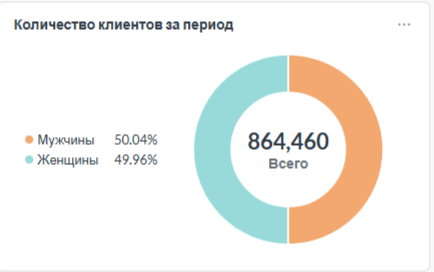 Количество клиентов за период
Мужчины 50.04%
Женщины 49.96%
864,460
Всего